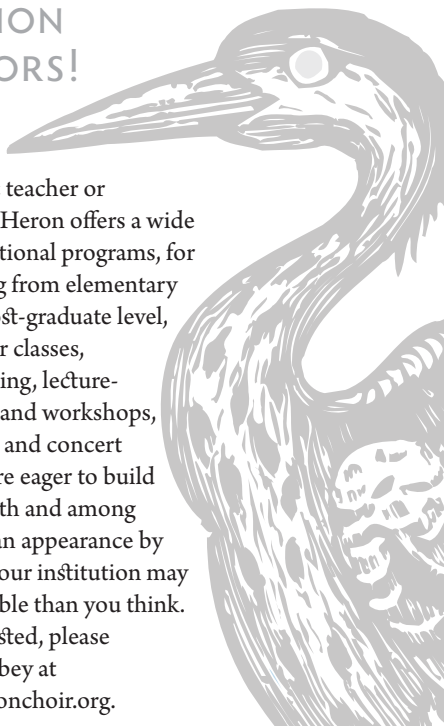 ION
ORS!
teacher or
Heron offers a wide
tional programs, for
g from elementary
st-graduate level,
r classes,
ing, lecture-
and workshops,
and concert
re eager to build
th and among
an appearance by
our institution may
ble than you think.
sted, please
bey at
onchoir.org.